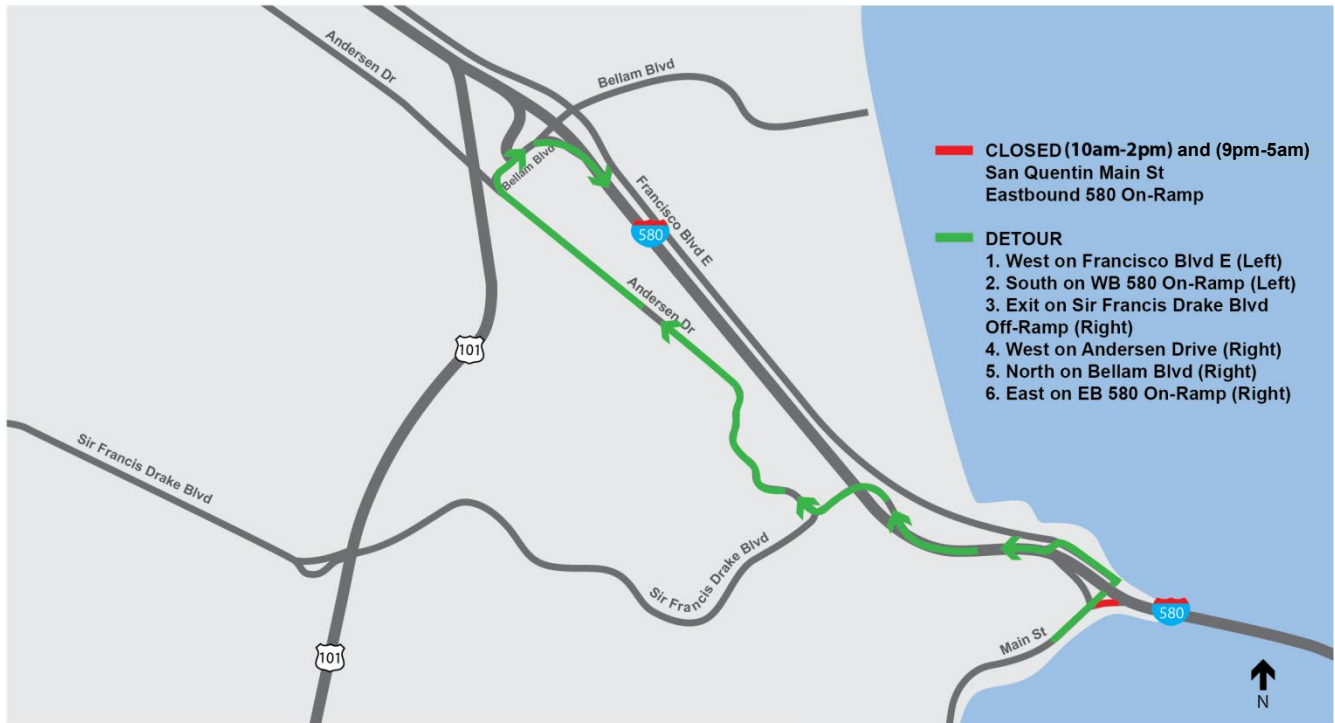 Andersen Dr
Bellam Blvd
Bellam Blvd
CLOSED (10am-2pm) and (9pm-5am)
San Quentin Main St
Eastbound 580 On-Ramp
Francisco Blvd E
580
DETOUR
1. West on Francisco Blvd E (Left)
2. South on WB 580 On-Ramp (Left)
3. Exit on Sir Francis Drake Blvd
Off-Ramp (Right)
4. West on Andersen Drive (Right)
5. North on Bellam Blvd (Right)
6. East on EB 580 On-Ramp (Right)
Andersen Dr
101
Sir Francis Drake Blvd
Sir Francis Drake Blvd
580
Main St
101
N